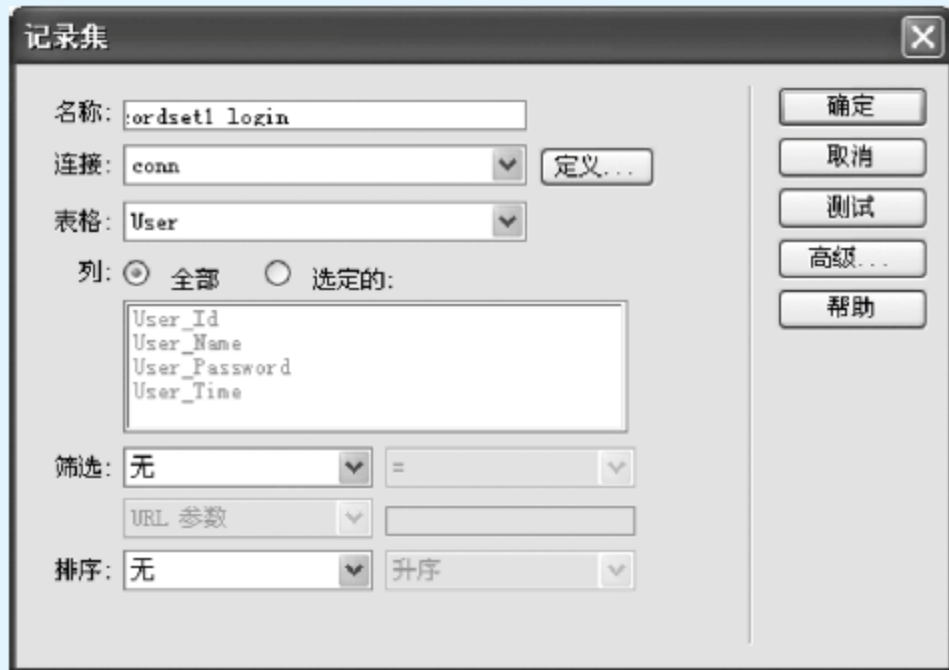 记录集
名称: :ordset1 login 确定
连接: conn 定义... 取消
表格: User 测试
列: 全部 选定的: 高级...
User_Id 帮助
User_Name
User_Password
User_Time
筛选: 无 =
URL 参数
排序: 无 升序